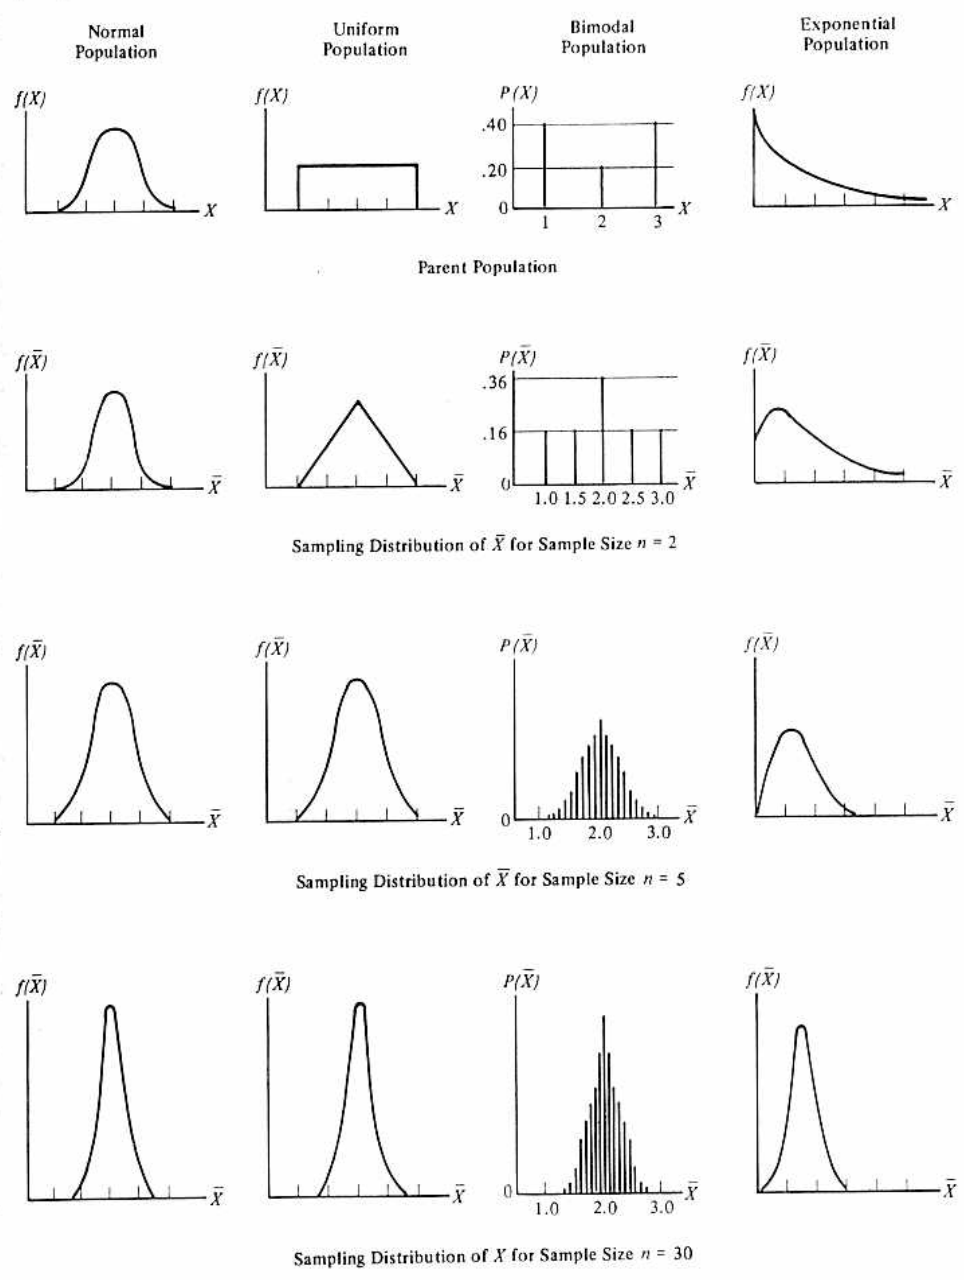 Normal Population
Uniform Population
Bimodal Population
Exponential Population
f(X)
f(X)
P(X)
f(X)
.40
.20
0
X
X
1 2 3 X
X
Parent Population
f(X̄)
f(X̄)
P(X̄)
f(X̄)
.36
.16
0
X̄
X̄
1.0 1.5 2.0 2.5 3.0 X̄
X̄
Sampling Distribution of X̄ for Sample Size n = 2
f(X̄)
f(X̄)
P(X̄)
f(X̄)
X̄
X̄
0
1.0 2.0 3.0 X̄
X̄
Sampling Distribution of X̄ for Sample Size n = 5
f(X̄)
f(X̄)
P(X̄)
f(X̄)
X̄
X̄
0
1.0 2.0 3.0 X̄
X̄
Sampling Distribution of X for Sample Size n = 30